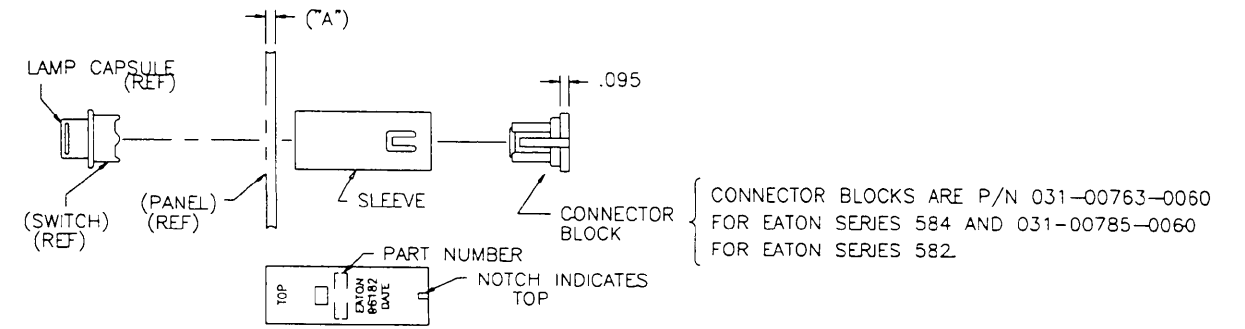 ("A")
LAMP CAPSULE
(REF)
.095
(SWITCH)
(REF)
(PANEL)
(REF)
SLEEVE
CONNECTOR
BLOCK
CONNECTOR BLOCKS ARE P/N 031-00763-0060
FOR EATON SERIES 584 AND 031-00785-0060
FOR EATON SERIES 582
PART NUMBER
NOTCH INDICATES
TOP
TOP
EATON
86182
DATE